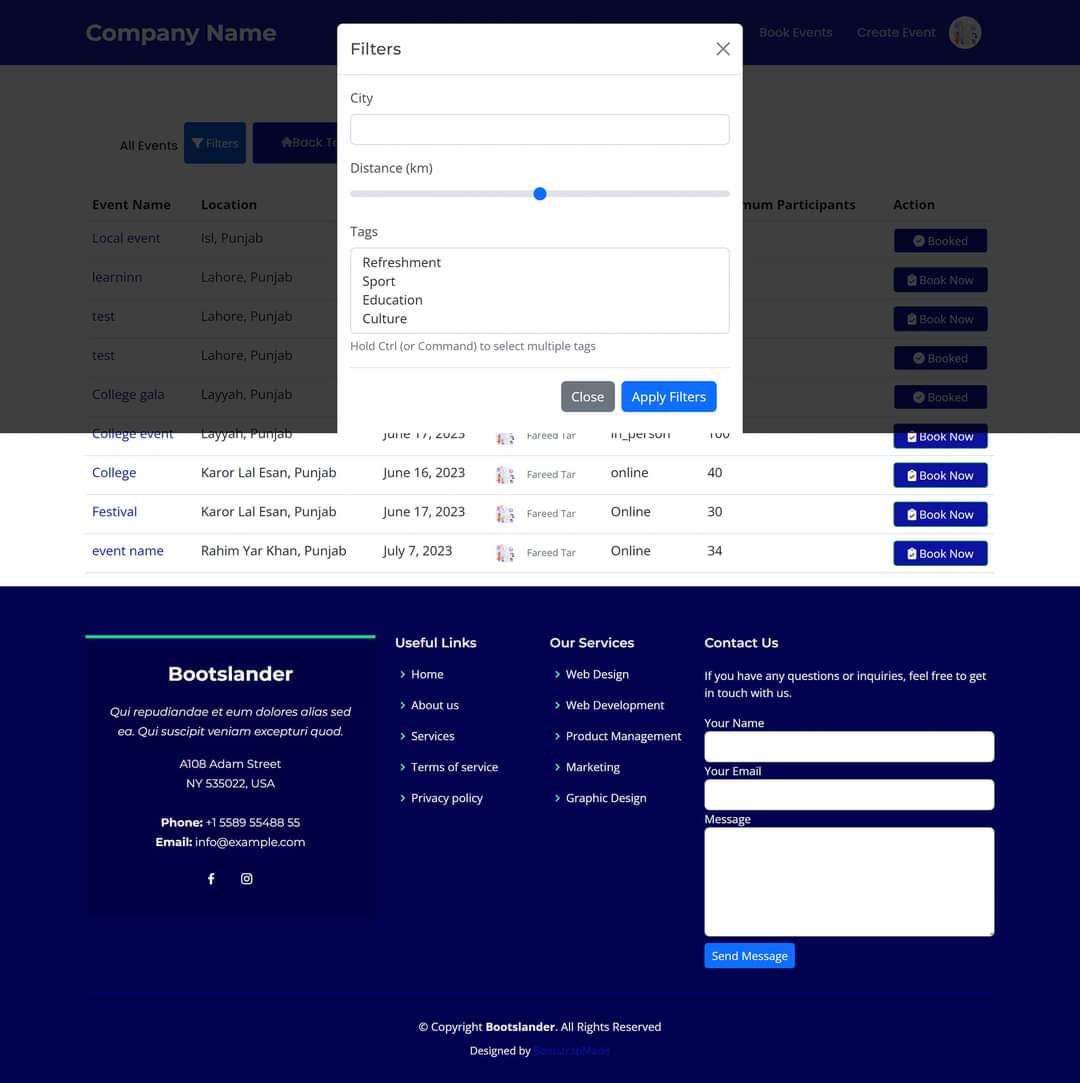 Company Name
Book Events
Create Event
Filters
City
Distance (km)
Tags
Refreshment
Sport
Education
Culture
Hold Ctrl (or Command) to select multiple tags
Close
Apply Filters
All Events
Filters
Back
Event Name Location Participants Action
Local event Isl, Punjab Booked
learninn Lahore, Punjab Book Now
test Lahore, Punjab Book Now
test Lahore, Punjab Booked
College gala Layyah, Punjab Booked
College event Layyah, Punjab June 17, 2023 Fareed Tar in_person 100 Book Now
College Karor Lal Esan, Punjab June 16, 2023 Fareed Tar online 40 Book Now
Festival Karor Lal Esan, Punjab June 17, 2023 Fareed Tar Online 30 Book Now
event name Rahim Yar Khan, Punjab July 7, 2023 Fareed Tar Online 34 Book Now
Bootslander
Qui repudiandae et eum dolores alias sed
ea. Qui suscipit veniam excepturi quod.
A108 Adam Street
NY 535022, USA
Phone: +1 5589 55488 55
Email: info@example.com
Useful Links
Home
About us
Services
Terms of service
Privacy policy
Our Services
Web Design
Web Development
Product Management
Marketing
Graphic Design
Contact Us
If you have any questions or inquiries, feel free to get
in touch with us.
Your Name
Your Email
Message
Send Message
© Copyright Bootslander. All Rights Reserved
Designed by BootstrapMade